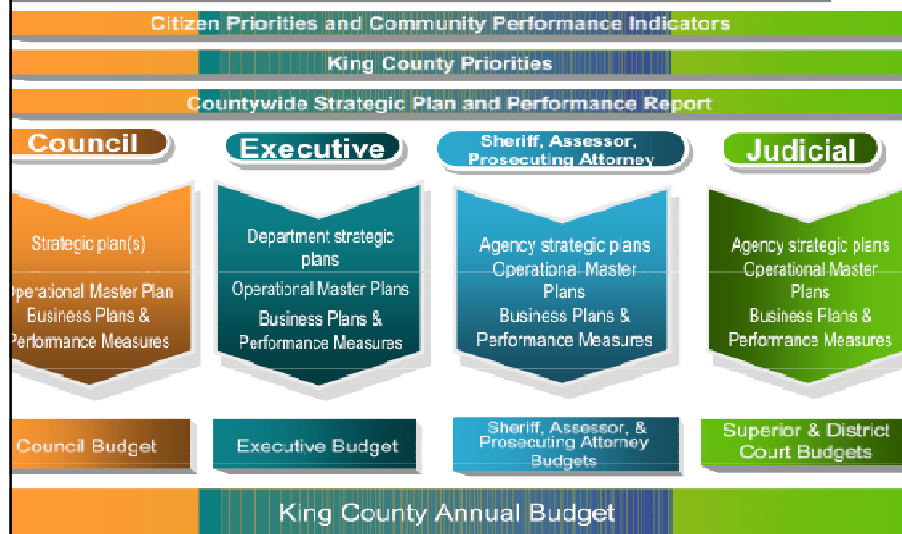 Citizen Priorities and Community Performance Indicators
King County Priorities
Countywide Strategic Plan and Performance Report
Council
Executive
Sheriff, Assessor,
Prosecuting Attorney
Judicial
Strategic plan(s)
Operational Master Plan
Business Plans &
Performance Measures
Department strategic
plans
Operational Master Plans
Business Plans &
Performance Measures
Agency strategic plans
Operational Master
Plans
Business Plans &
Performance Measures
Agency strategic plans
Operational Master
Plans
Business Plans &
Performance Measures
Council Budget
Executive Budget
Sheriff, Assessor, &
Prosecuting Attorney
Budgets
Superior & District
Court Budgets
King County Annual Budget